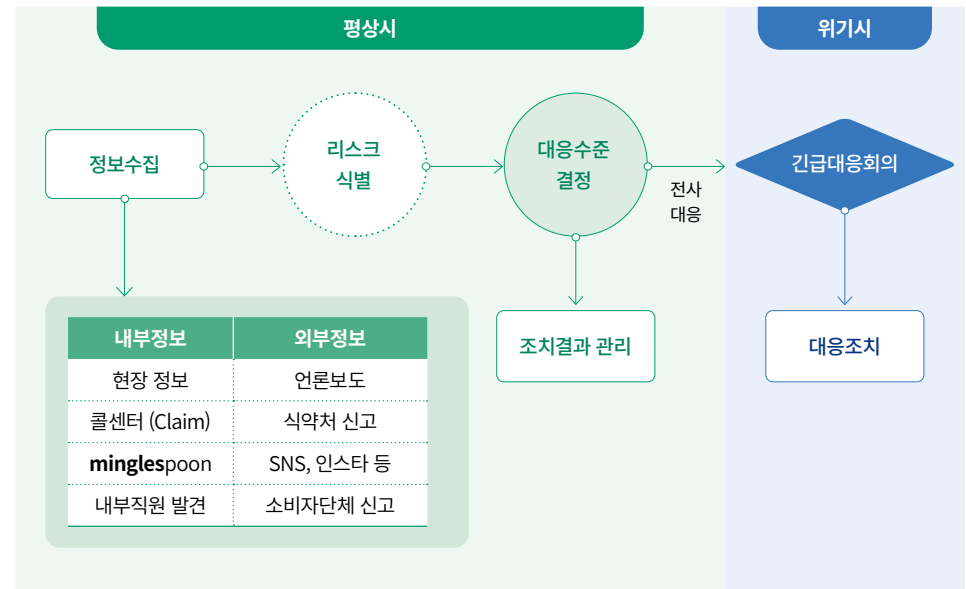 평상시
위기시
정보수집
리스크
식별
대응수준
결정
전사
대응
긴급대응회의
내부정보 외부정보
현장 정보 언론보도
콜센터 (Claim) 식약처 신고
minglespoon SNS, 인스타 등
내부직원 발견 소비자단체 신고
조치결과 관리
대응조치